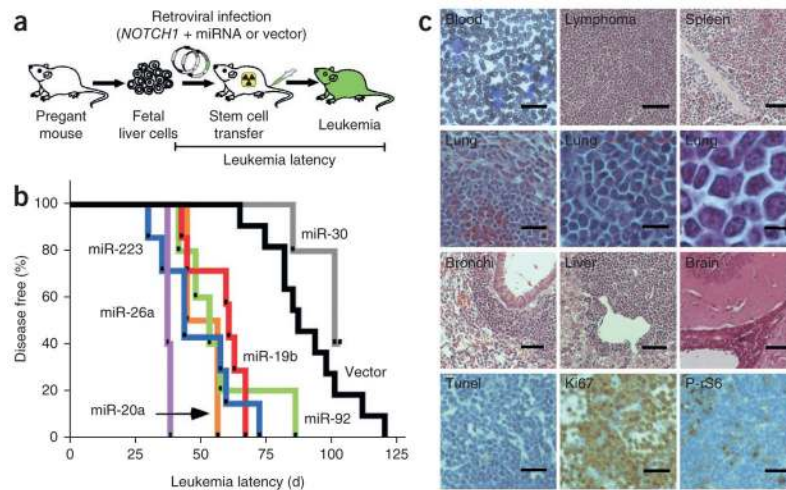 a
Retroviral infection
(NOTCH1 + miRNA or vector)
Pregant
mouse
Fetal
liver cells
Stem cell
transfer
Leukemia
Leukemia latency
b
100
80
60
40
20
0
Disease free (%)
miR-223
miR-26a
miR-20a
miR-30
miR-19b
Vector
miR-92
0 25 50 75 100 125
Leukemia latency (d)
c
Blood Lymphoma Spleen
Lung Lung Lung
Bronchi Liver Brain
Tunel Ki67 P-rS6